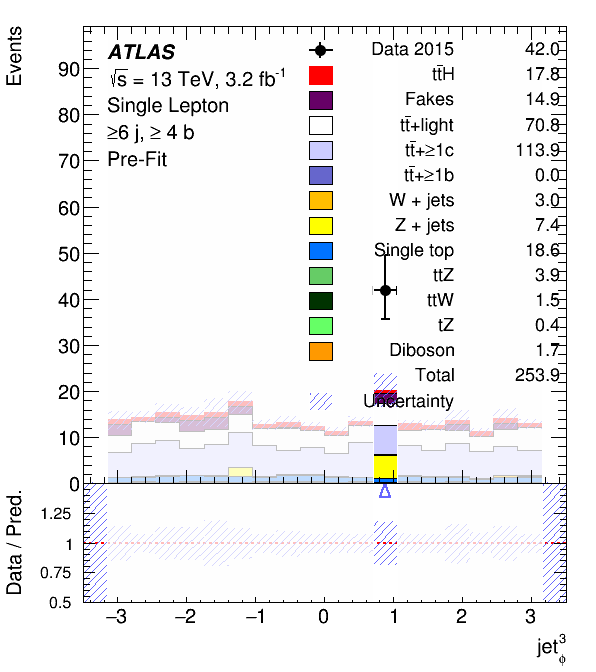 Events
ATLAS
√s = 13 TeV, 3.2 fb⁻¹
Single Lepton
≥6 j, ≥ 4 b
Pre-Fit
Data 2015 42.0
tt̄H 17.8
Fakes 14.9
tt̄+light 70.8
tt̄+≥1c 113.9
tt̄+≥1b 0.0
W + jets 3.0
Z + jets 7.4
Single top 18.6
ttZ 3.9
ttW 1.5
tZ 0.4
Diboson 1.7
Total 253.9
Uncertainty
90
80
70
60
50
40
30
20
10
0
Data / Pred.
1.25
1
0.75
0.5
−3 −2 −1 0 1 2 3
jet³ᵩ